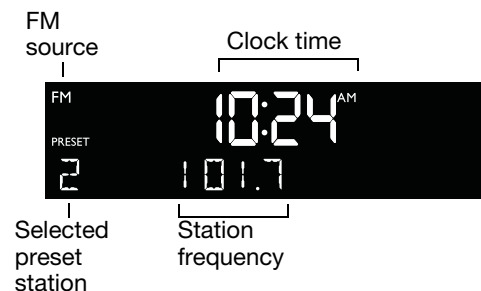 FM
source
Clock time
FM
10:24 AM
PRESET
2 101.7
Selected
preset
station
Station
frequency